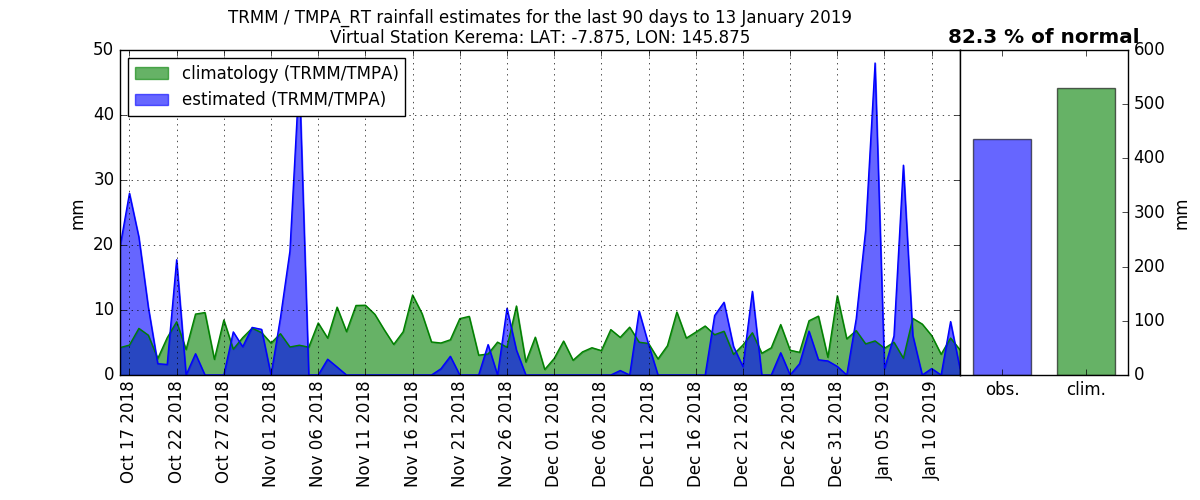 TRMM / TMPA_RT rainfall estimates for the last 90 days to 13 January 2019
Virtual Station Kerema: LAT: -7.875, LON: 145.875
82.3 % of normal
climatology (TRMM/TMPA)
estimated (TRMM/TMPA)
50
40
30
20
10
0
mm
Oct 17 2018
Oct 22 2018
Oct 27 2018
Nov 01 2018
Nov 06 2018
Nov 11 2018
Nov 16 2018
Nov 21 2018
Nov 26 2018
Dec 01 2018
Dec 06 2018
Dec 11 2018
Dec 16 2018
Dec 21 2018
Dec 26 2018
Dec 31 2018
Jan 05 2019
Jan 10 2019
obs.
clim.
600
500
400
300
200
100
0
mm